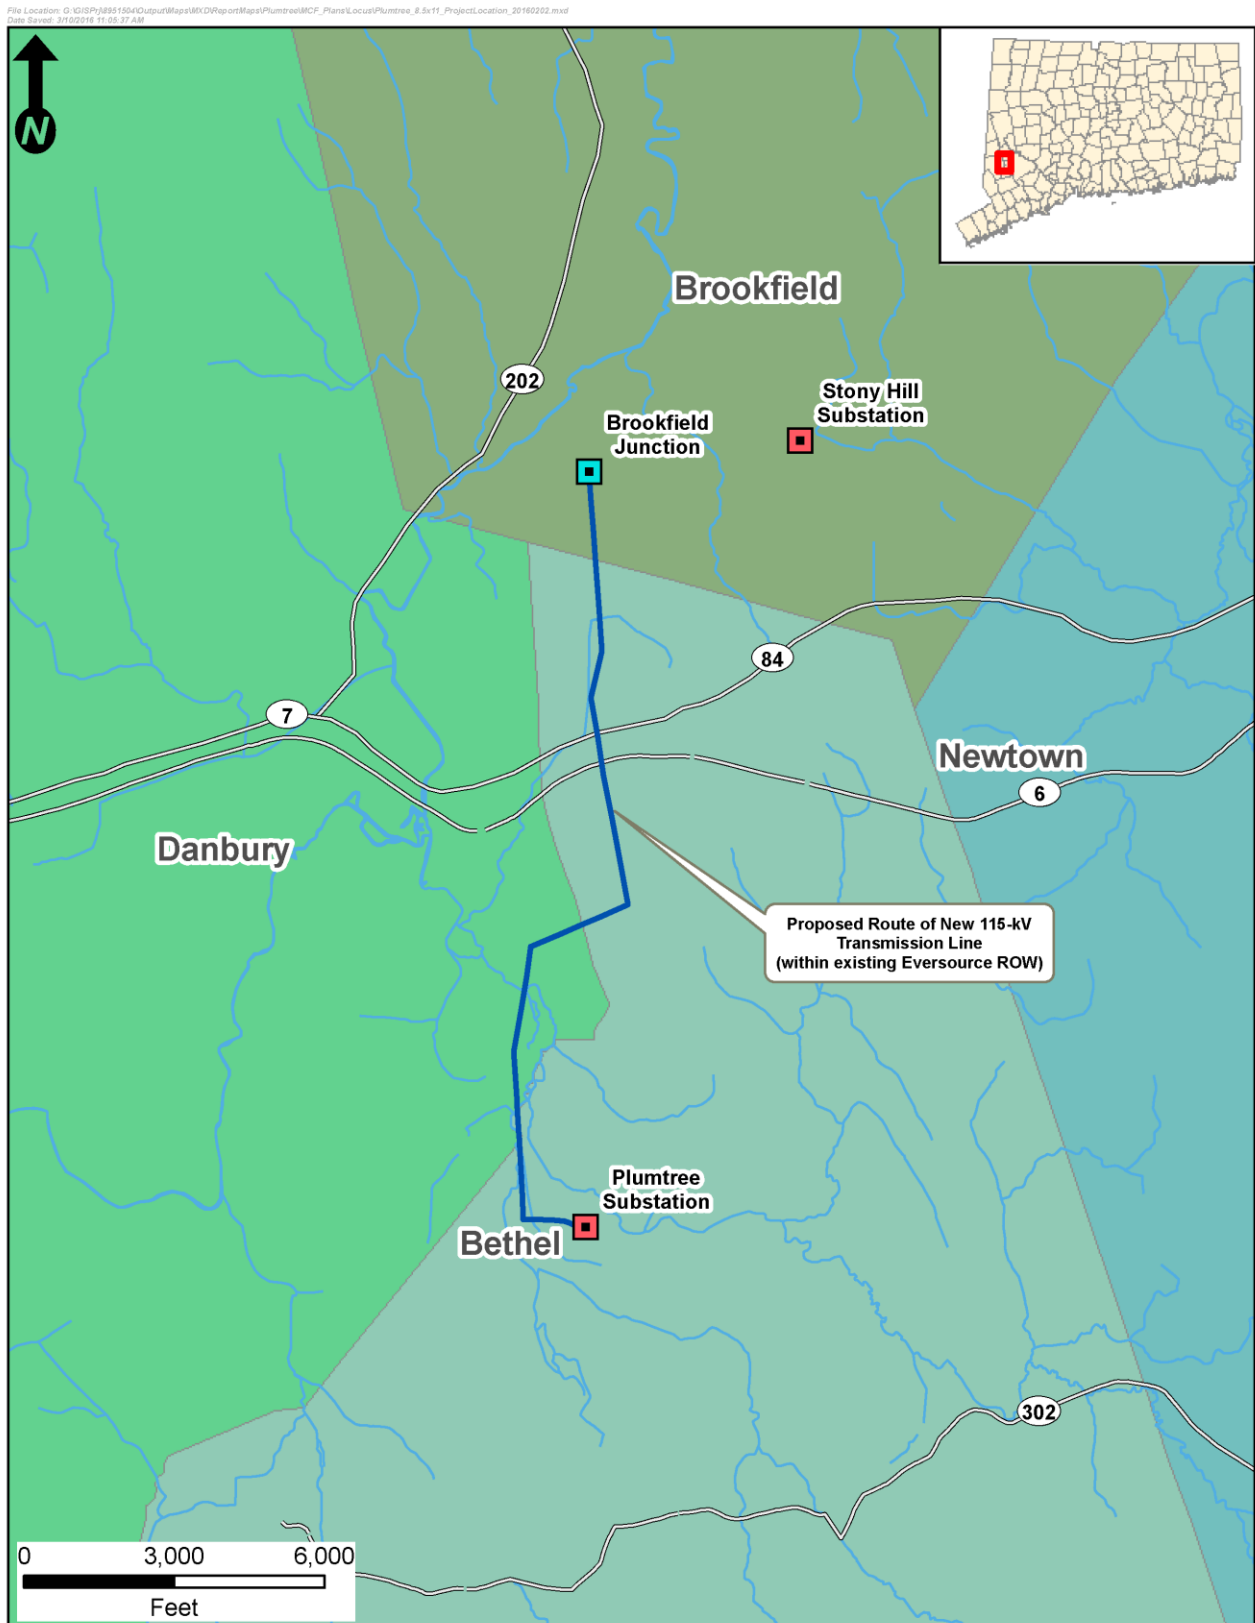 File Location: G:\GISPrj\8951504\Output\Maps\MXD\ReportMaps\Plumtree\MCF_Plans\Locus\Plumtree_8.5x11_ProjectLocation_20160202.mxd
Date Saved: 3/10/2016 11:05:37 AM
N
Brookfield
202
Stony Hill
Substation
Brookfield
Junction
84
7
Newtown
6
Danbury
Proposed Route of New 115-kV
Transmission Line
(within existing Eversource ROW)
Plumtree
Substation
Bethel
302
0 3,000 6,000
Feet